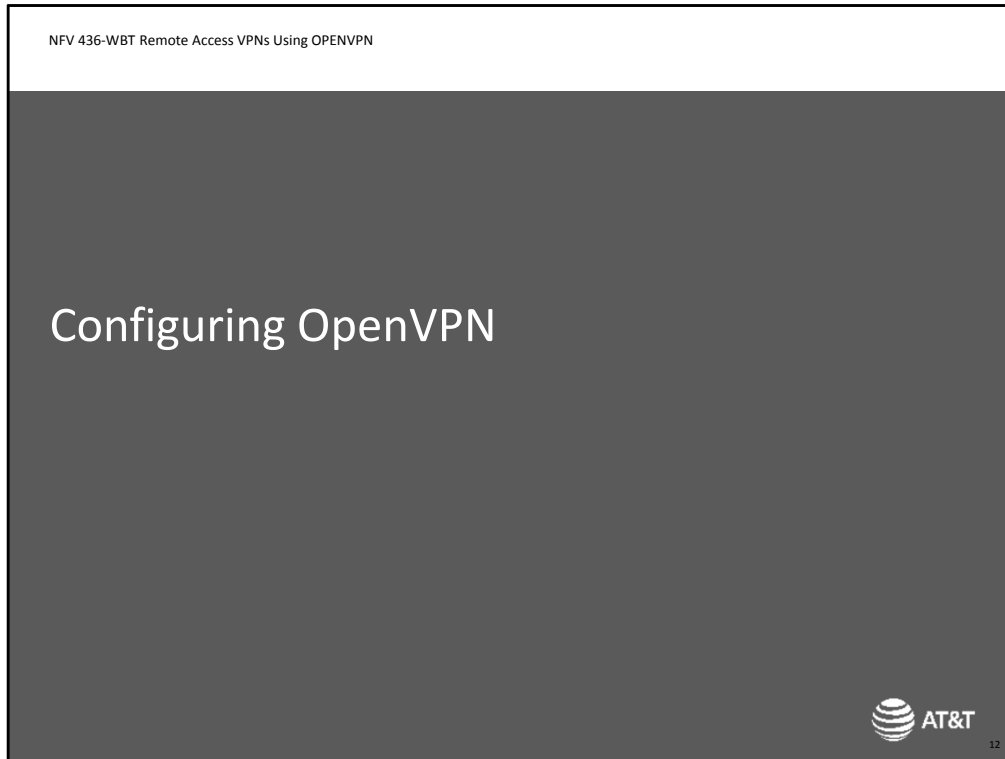 NFV 436-WBT Remote Access VPNs Using OPENVPN
Configuring OpenVPN
AT&T
12